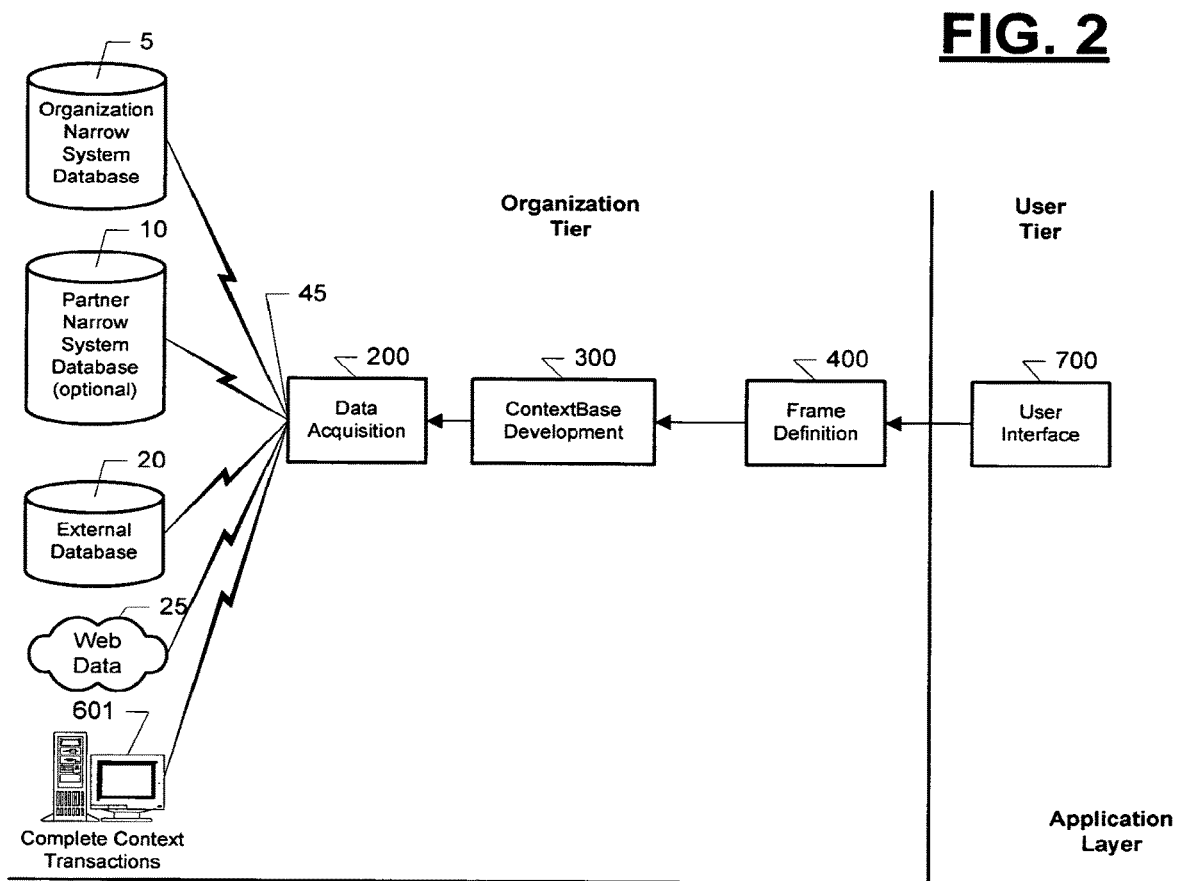 FIG. 2
5
Organization
Narrow
System
Database
10
Partner
Narrow
System
Database
(optional)
20
External
Database
25
Web
Data
601
Complete Context
Transactions
45
Organization
Tier
User
Tier
200
Data
Acquisition
300
ContextBase
Development
400
Frame
Definition
700
User
Interface
Application
Layer